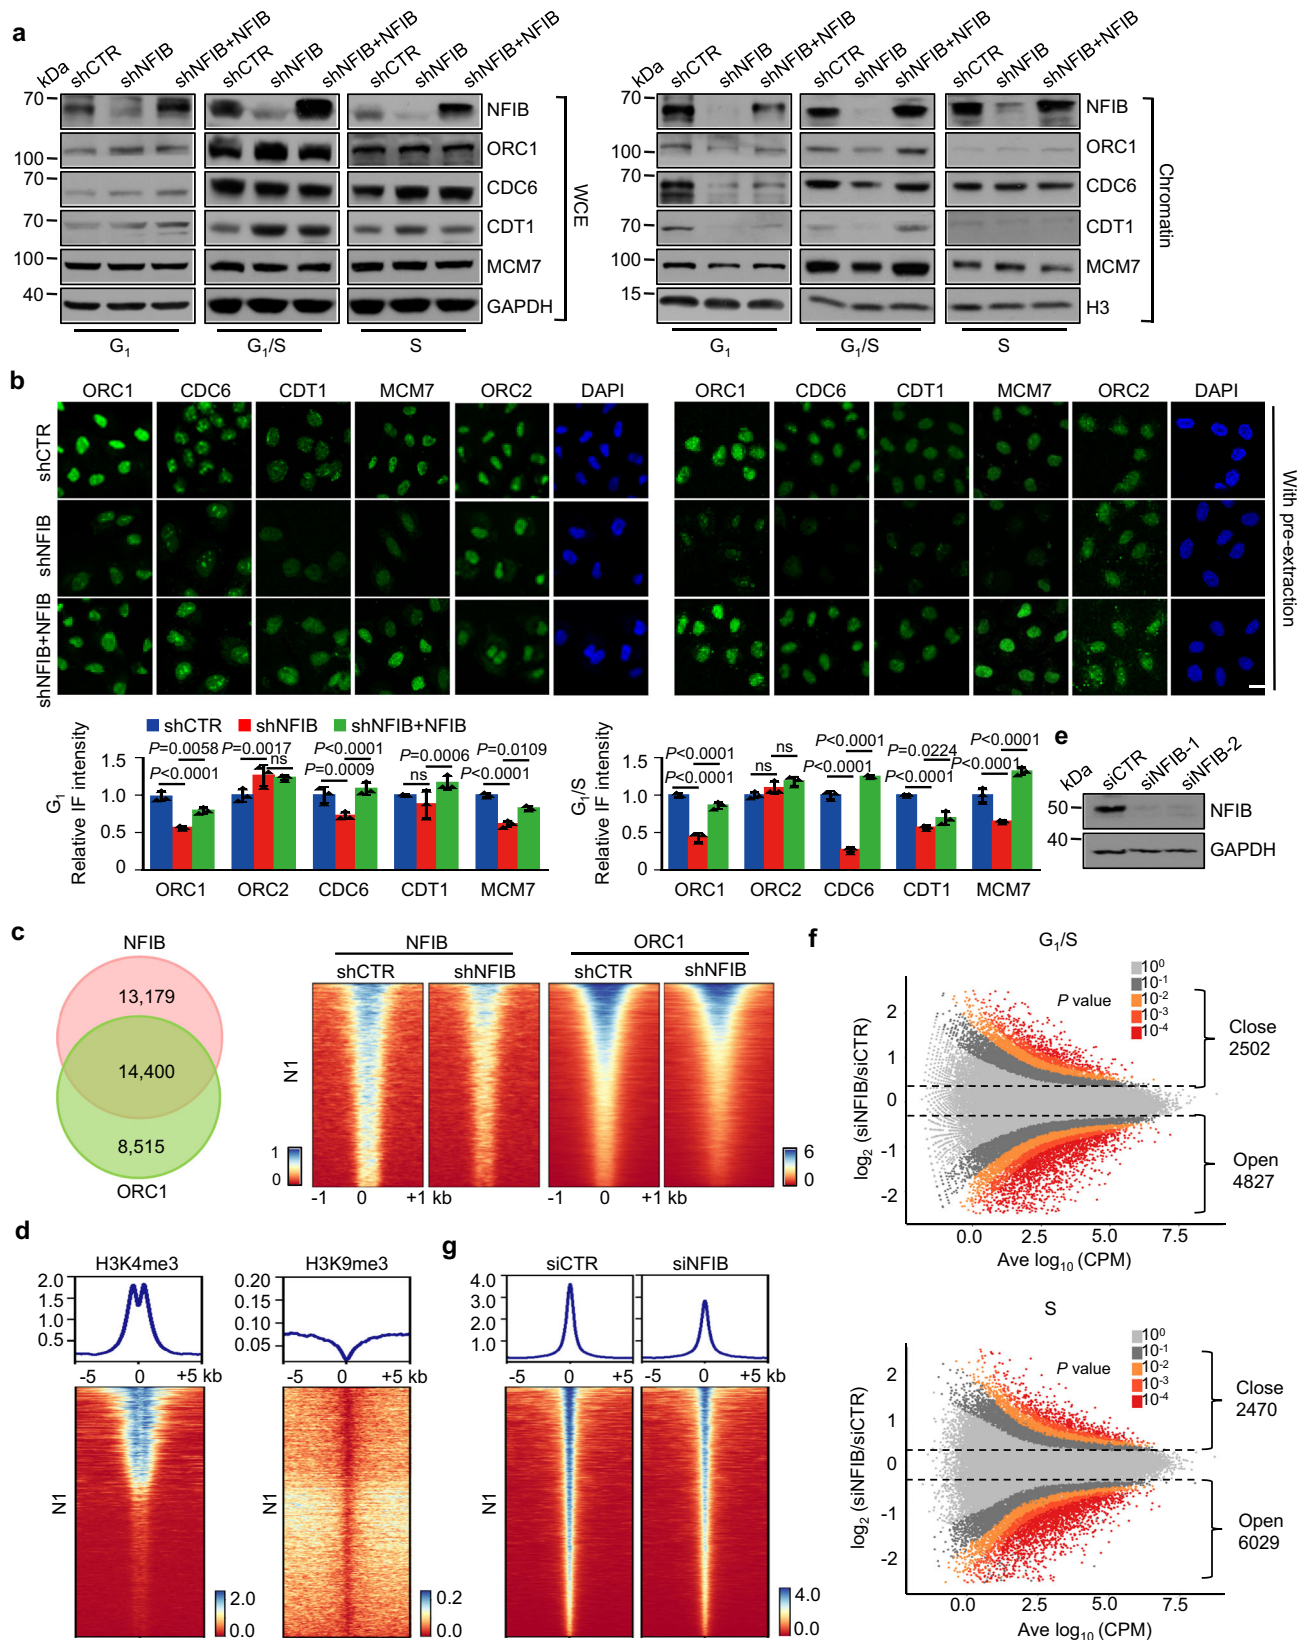 a
kDa shCTR shNFIB shNFIB+NFIB shCTR shNFIB shNFIB+NFIB shCTR shNFIB shNFIB+NFIB
70 NFIB
100 ORC1
70 CDC6
70 CDT1
100 MCM7
40 GAPDH
WCE
G1 G1/S S
kDa shCTR shNFIB shNFIB+NFIB shCTR shNFIB shNFIB+NFIB shCTR shNFIB shNFIB+NFIB
70 NFIB
100 ORC1
70 CDC6
70 CDT1
100 MCM7
15 H3
Chromatin
G1 G1/S S
b
ORC1 CDC6 CDT1 MCM7 ORC2 DAPI ORC1 CDC6 CDT1 MCM7 ORC2 DAPI
shCTR
shNFIB
shNFIB+NFIB
With pre-extraction
shCTR shNFIB shNFIB+NFIB
G1
Relative IF intensity
1.5
1.0
0.5
0
P=0.0058 P=0.0017 P<0.0001 P=0.0006 P=0.0109
P<0.0001 ns P=0.0009 ns P<0.0001
ORC1 ORC2 CDC6 CDT1 MCM7
G1/S
Relative IF intensity
1.5
1.0
0.5
0
P<0.0001 ns P<0.0001 P=0.0224 P<0.0001
P<0.0001 ns P<0.0001 P<0.0001
ORC1 ORC2 CDC6 CDT1 MCM7
e
kDa siCTR siNFIB-1 siNFIB-2
50 NFIB
40 GAPDH
c
NFIB
13,179
14,400
8,515
ORC1
NFIB ORC1
shCTR shNFIB shCTR shNFIB
N1
1
0
6
0
-1 0 +1 kb -1 0 +1 kb
d
H3K4me3 H3K9me3
2.0
1.5
1.0
0.5
0.20
0.15
0.10
0.05
-5 0 +5 kb -5 0 +5 kb
N1 N1
2.0
0.0
0.2
0.0
g
siCTR siNFIB
4.0
3.0
2.0
1.0
-5 0 +5 kb -5 0 +5 kb
N1
4.0
0.0
f
G1/S
log2 (siNFIB/siCTR)
2
1
0
-1
-2
P value
10^0
10^-1
10^-2
10^-3
10^-4
Close
2502
Open
4827
0.0 2.5 5.0 7.5
Ave log10 (CPM)
S
log2 (siNFIB/siCTR)
2
1
0
-1
-2
P value
10^0
10^-1
10^-2
10^-3
10^-4
Close
2470
Open
6029
0.0 2.5 5.0 7.5
Ave log10 (CPM)